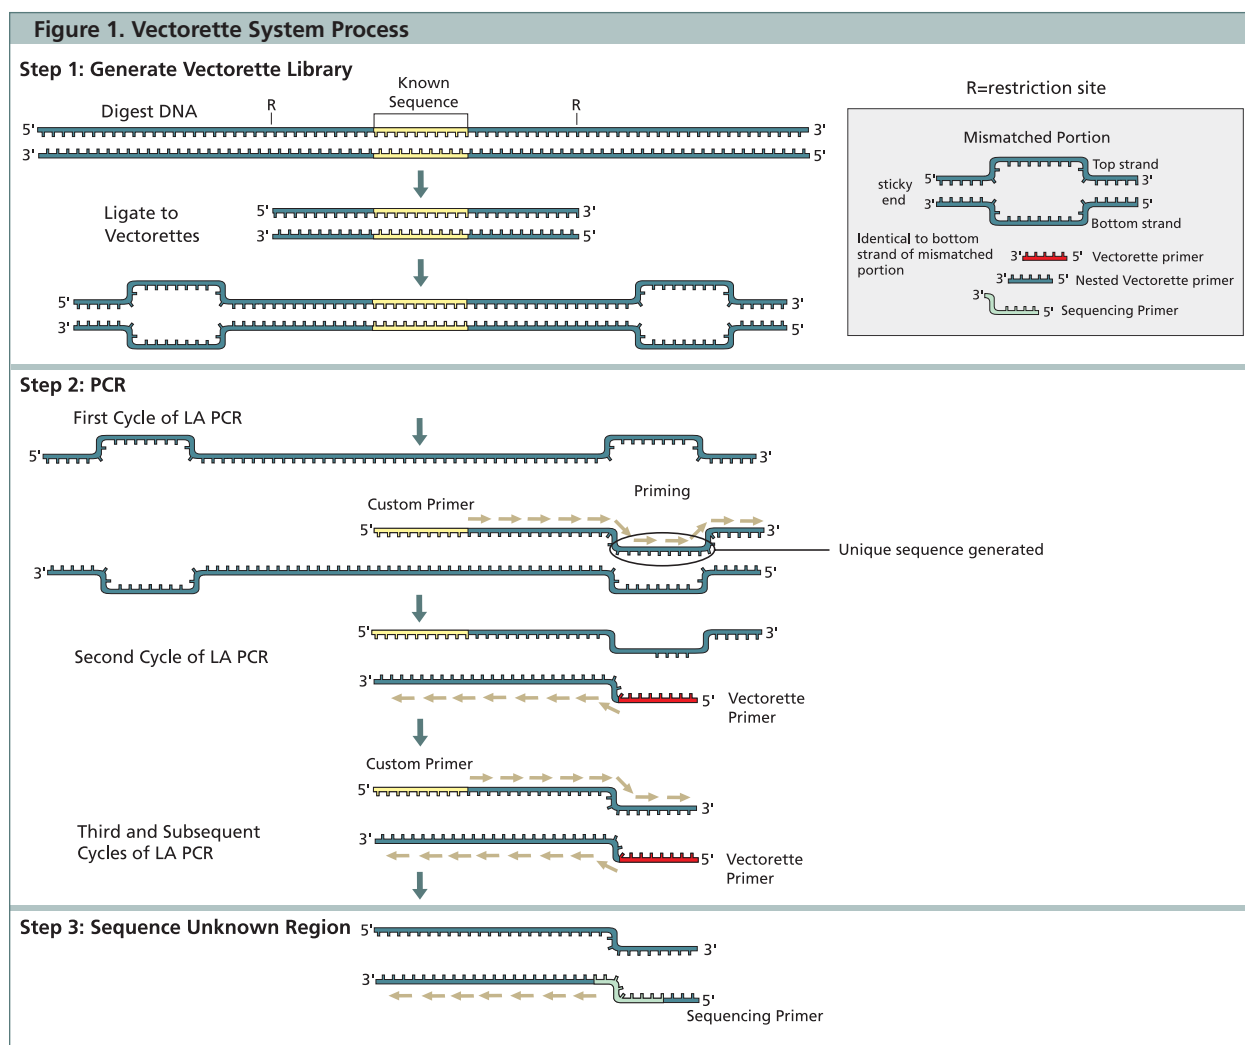 Figure 1. Vectorette System Process
Step 1: Generate Vectorette Library
Known
Sequence
Digest DNA
R
R
5'
3'
3'
5'
Ligate to
Vectorettes
5'
3'
3'
5'
5'
3'
3'
5'
R=restriction site
Mismatched Portion
Top strand
sticky
end
5'
3'
3'
5'
Bottom strand
Identical to bottom
strand of mismatched
portion
3'
5'
Vectorette primer
3'
5'
Nested Vectorette primer
3'
5'
Sequencing Primer
Step 2: PCR
First Cycle of LA PCR
5'
3'
Priming
Custom Primer
5'
3'
Unique sequence generated
3'
5'
5'
3'
Second Cycle of LA PCR
3'
5'
Vectorette
Primer
Custom Primer
5'
3'
Third and Subsequent
Cycles of LA PCR
3'
5'
Vectorette
Primer
Step 3: Sequence Unknown Region
5'
3'
3'
5'
Sequencing Primer